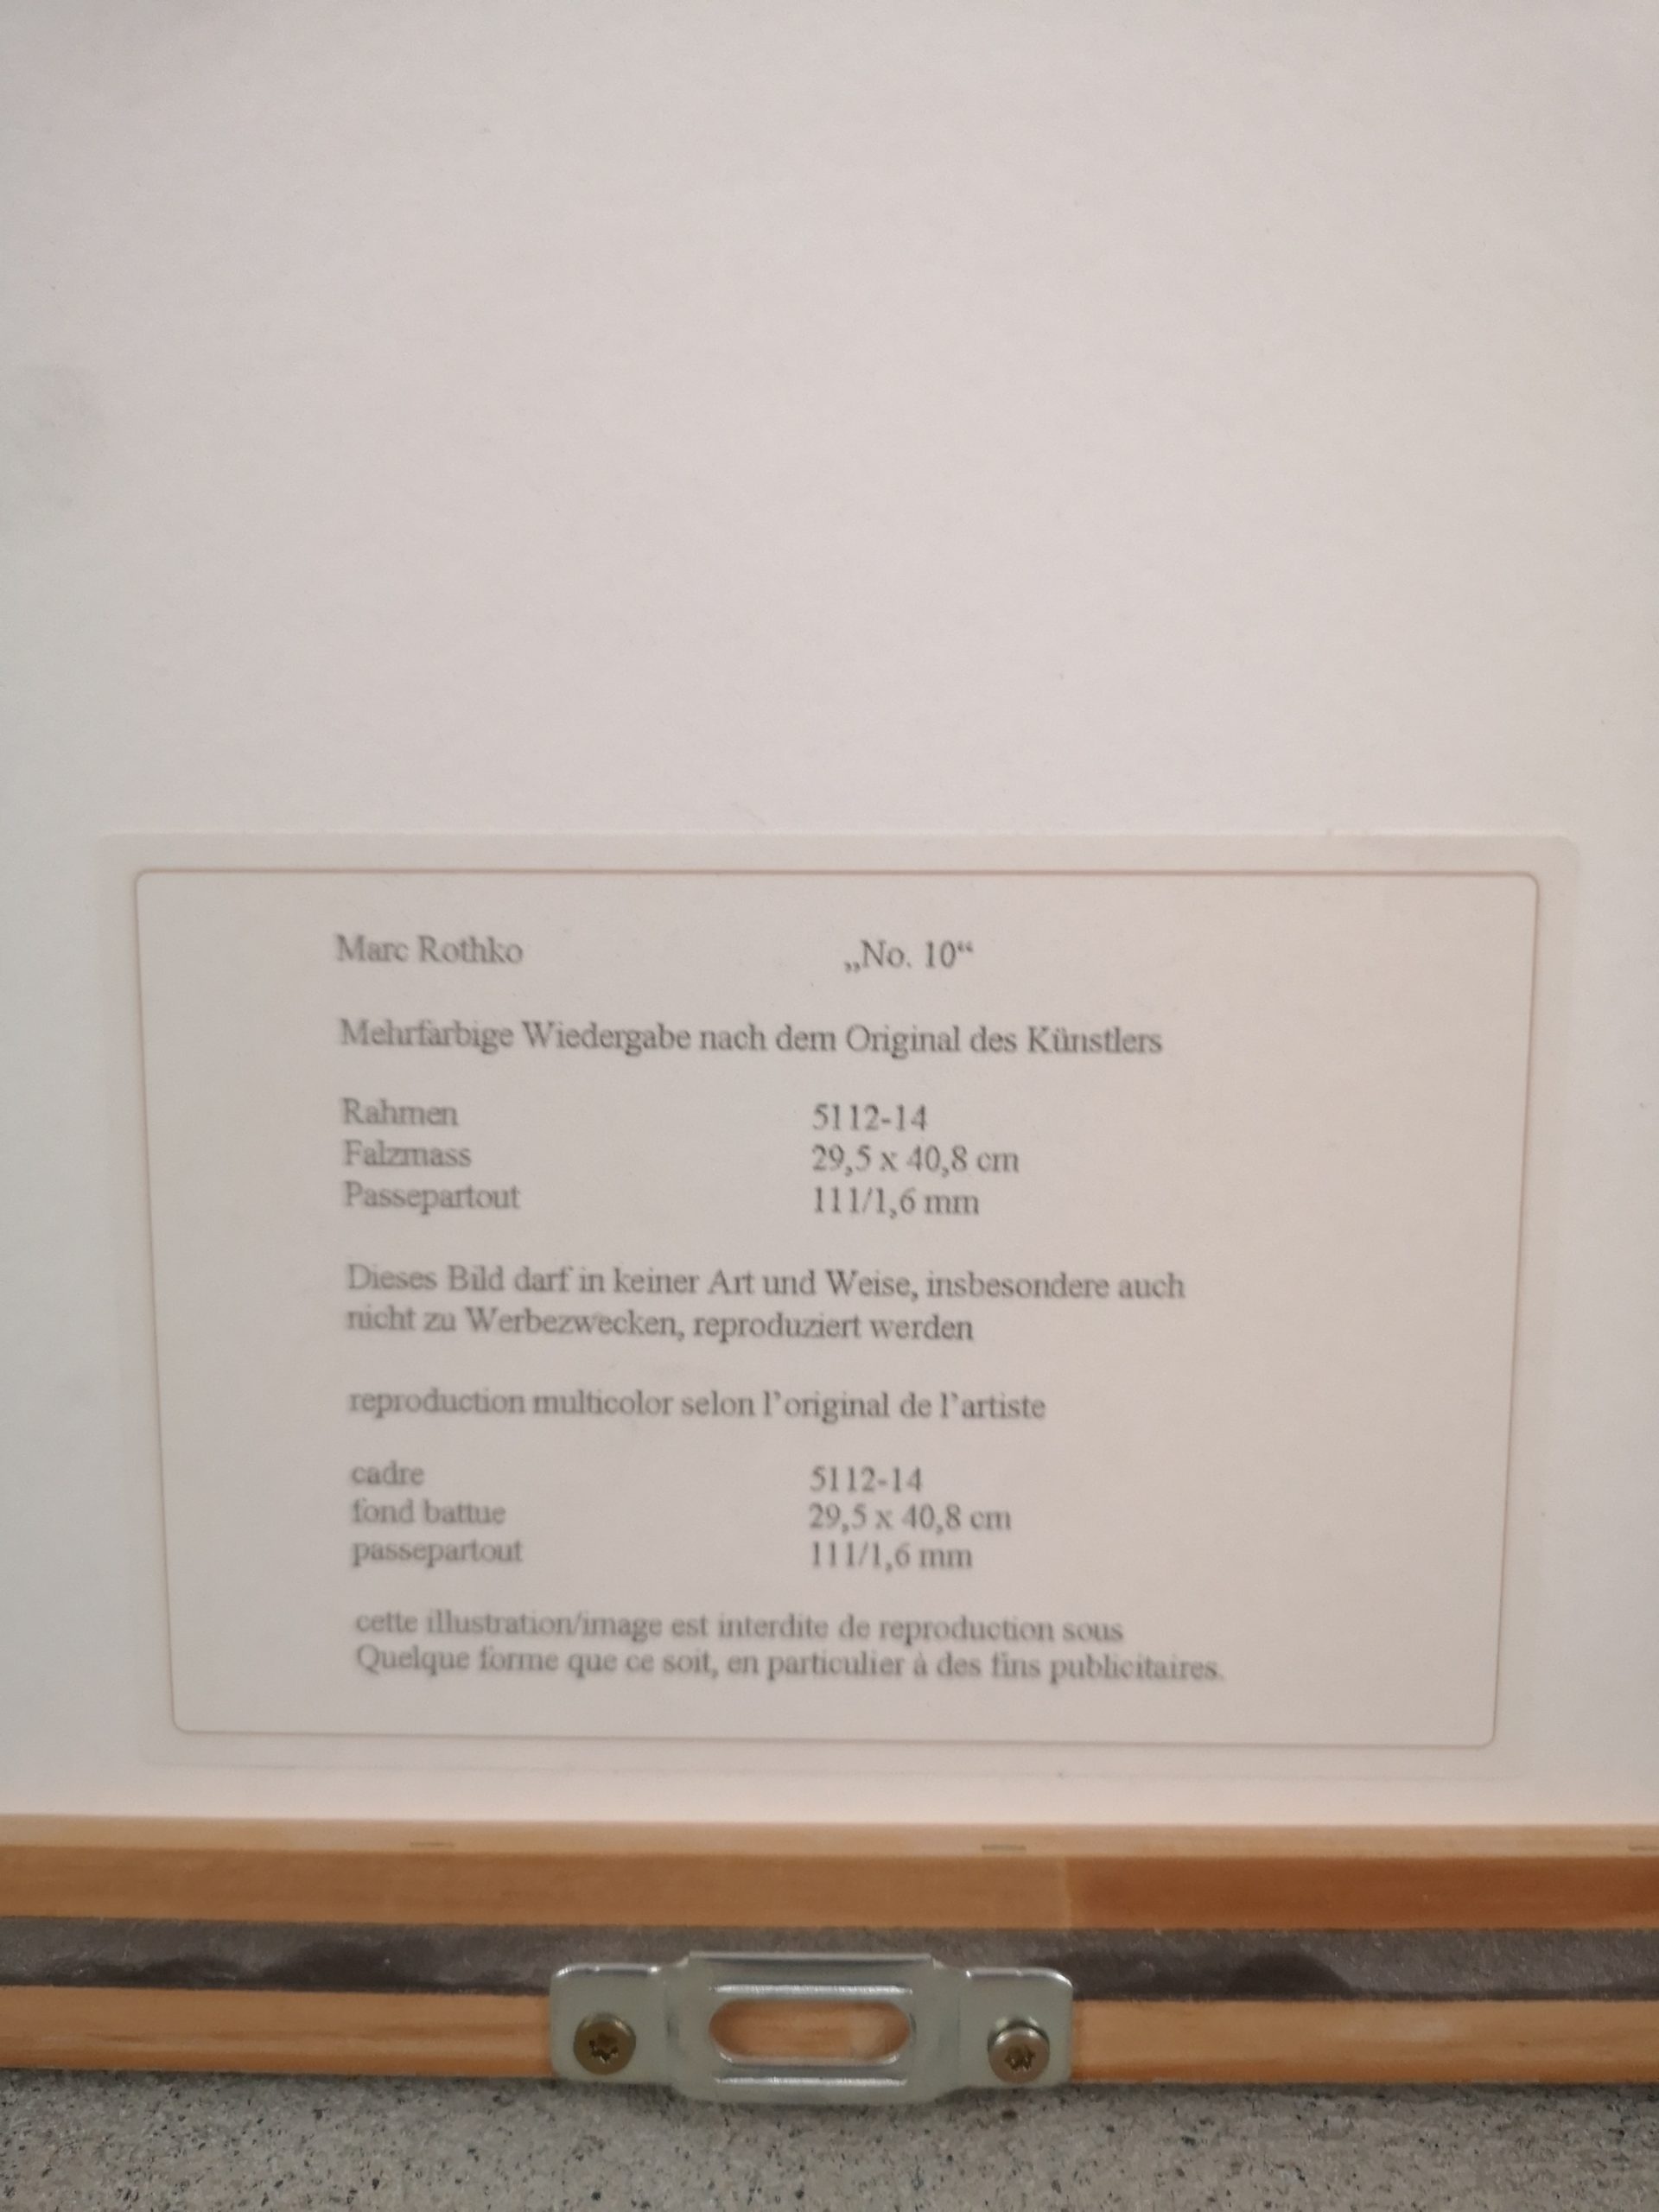 Marc Rothko „No. 10“
Mehrfarbige Wiedergabe nach dem Original des Künstlers
Rahmen 5112-14
Falzmass 29,5 x 40,8 cm
Passepartout 111/1,6 mm
Dieses Bild darf in keiner Art und Weise, insbesondere auch
nicht zu Werbezwecken, reproduziert werden
reproduction multicolor selon l’original de l’artiste
cadre 5112-14
fond battue 29,5 x 40,8 cm
passepartout 111/1,6 mm
cette illustration/image est interdite de reproduction sous
Quelque forme que ce soit, en particulier à des fins publicitaires.